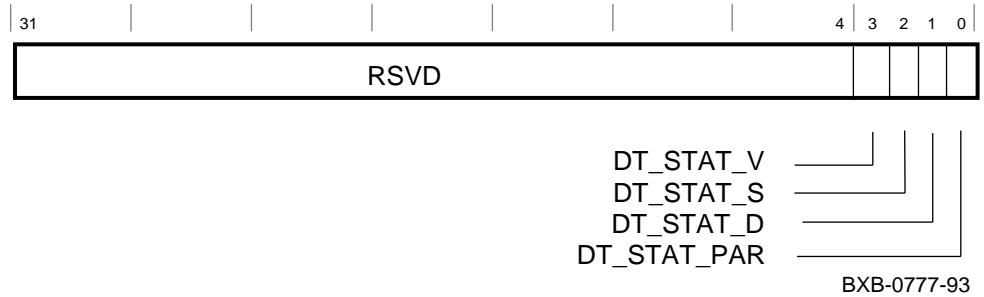 31 4 3 2 1 0
RSVD
DT_STAT_V
DT_STAT_S
DT_STAT_D
DT_STAT_PAR
BXB-0777-93